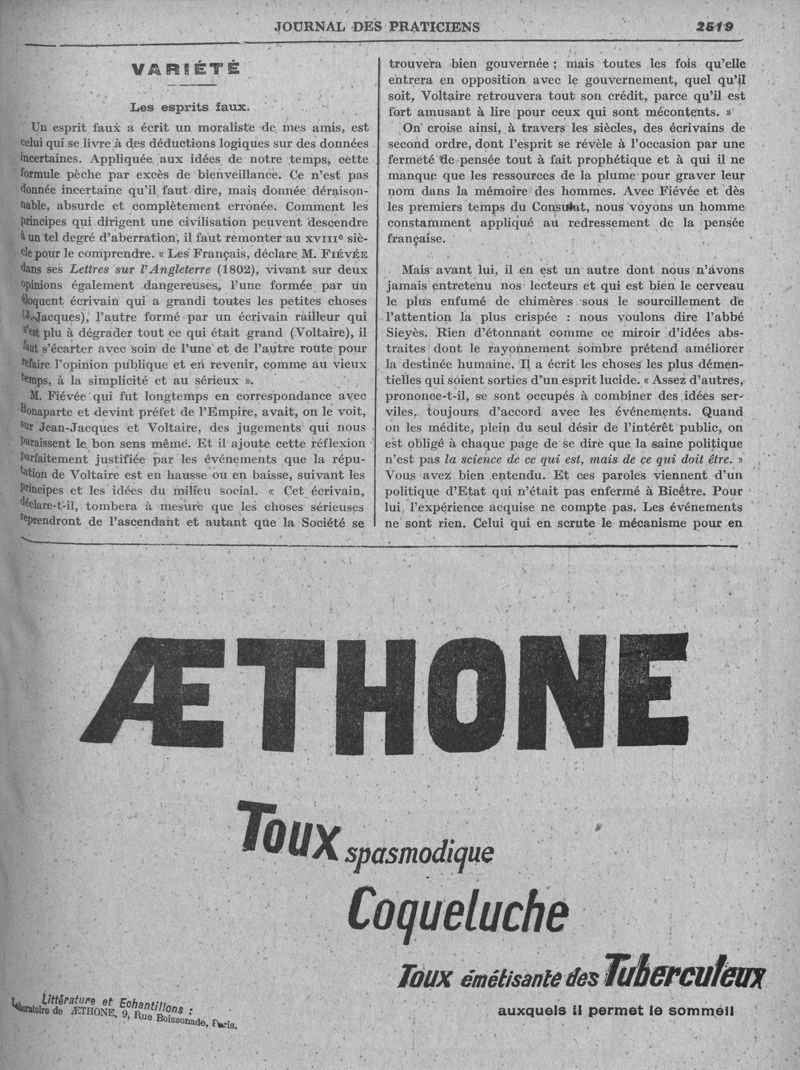 JOURNAL DES PRATICIENS 2519
VARIÉTÉ
Les esprits faux.
Un esprit faux a écrit un moraliste de mes amis, est
celui qui se livre à des déductions logiques sur des données
incertaines. Appliquée aux idées de notre temps, cette
formule pèche par excès de bienveillance. Ce n'est pas
donnée incertaine qu'il faut dire, mais donnée déraison-
nable, absurde et complètement erronée. Comment les
principes qui dirigent une civilisation peuvent descendre
à un tel degré d'aberration, il faut remonter au XVIIIe siè-
cle pour le comprendre. « Les Français, déclare M. FIÉVÉE
dans ses Lettres sur l'Angleterre (1802), vivant sur deux
opinions également dangereuses, l'une formée par un
éloquent écrivain qui a grandi toutes les petites choses
(J.-Jacques), l'autre formé par un écrivain railleur qui
s'est plu à dégrader tout ce qui était grand (Voltaire), il
faut s'écarter avec soin de l'une et de l'autre route pour
refaire l'opinion publique et en revenir, comme au vieux
temps, à la simplicité et au sérieux ».
M. Fiévée qui fut longtemps en correspondance avec
Bonaparte et devint préfet de l'Empire, avait, on le voit,
sur Jean-Jacques et Voltaire, des jugements qui nous
paraissent le bon sens même. Et il ajoute cette réflexion
parfaitement justifiée par les événements que la répu-
tation de Voltaire est en hausse ou en baisse, suivant les
principes et les idées du milieu social. « Cet écrivain,
déclare-t-il, tombera à mesure que les choses sérieuses
reprendront de l'ascendant et autant que la Société se
trouvera bien gouvernée ; mais toutes les fois qu'elle
entrera en opposition avec le gouvernement, quel qu'il
soit, Voltaire retrouvera tout son crédit, parce qu'il est
fort amusant à lire pour ceux qui sont mécontents. »
On croise ainsi, à travers les siècles, des écrivains de
second ordre, dont l'esprit se révèle à l'occasion par une
fermeté de pensée tout à fait prophétique et à qui il ne
manque que les ressources de la plume pour graver leur
nom dans la mémoire des hommes. Avec Fiévée et dès
les premiers temps du Consulat, nous voyons un homme
constamment appliqué au redressement de la pensée
française.
Mais avant lui, il en est un autre dont nous n'avons
jamais entretenu nos lecteurs et qui est bien le cerveau
le plus enfumé de chimères sous le sourcillement de
l'attention la plus crispée : nous voulons dire l'abbé
Sieyès. Rien d'étonnant comme ce miroir d'idées abs-
traites dont le rayonnement sombre prétend améliorer
la destinée humaine. Il a écrit les choses les plus démen-
tielles qui soient sorties d'un esprit lucide. « Assez d'autres,
prononce-t-il, se sont occupés à combiner des idées ser-
viles, toujours d'accord avec les événements. Quand
on les médite, plein du seul désir de l'intérêt public, on
est obligé à chaque page de se dire que la saine politique
n'est pas la science de ce qui est, mais de ce qui doit être. »
Vous avez bien entendu. Et ces paroles viennent d'un
politique d'Etat qui n'était pas enfermé à Bicêtre. Pour
lui, l'expérience acquise ne compte pas. Les événements
ne sont rien. Celui qui en scrute le mécanisme pour en
ÆTHONE
Toux spasmodique
Coqueluche
Toux émétisante des Tuberculeux
auxquels il permet le sommeil
Littérature et Echantillons :
Laboratoire de ÆTHONE, 9, Rue Boissonade, Paris.